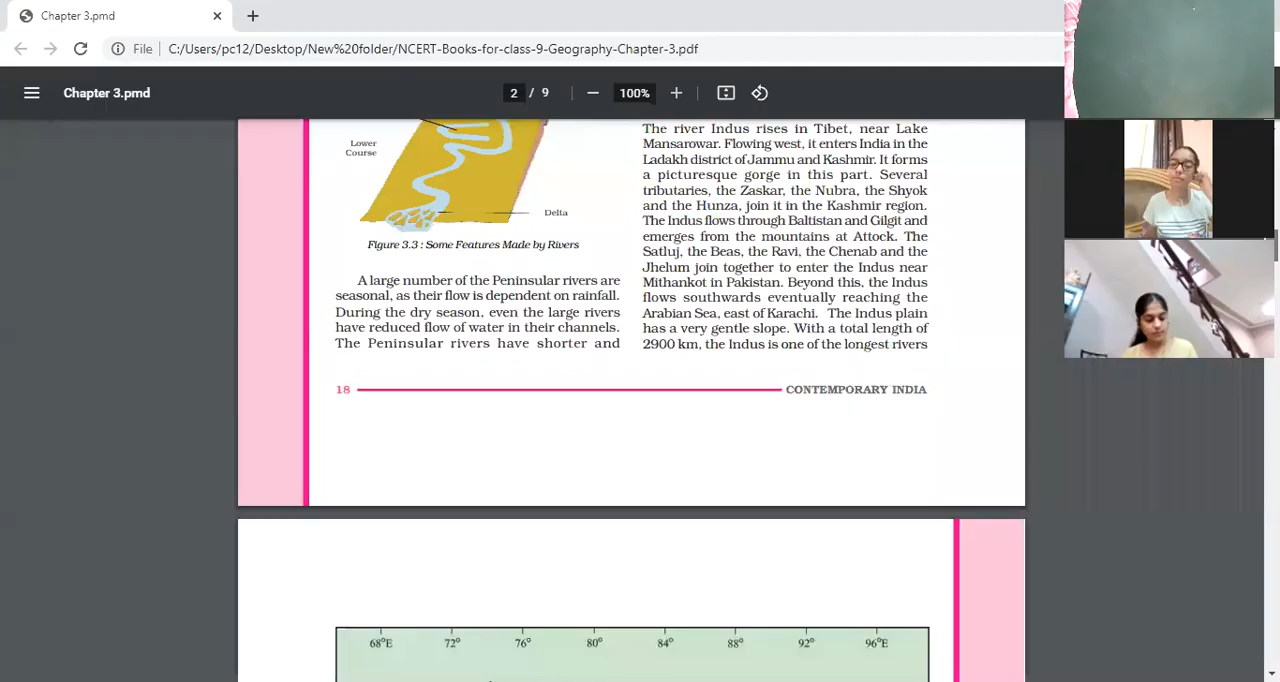 Chapter 3.pmd
File
C:/Users/pc12/Desktop/New%20folder/NCERT-Books-for-class-9-Geography-Chapter-3.pdf
Chapter 3.pmd
2 / 9
100%
Lower
Course
Delta
Figure 3.3 : Some Features Made by Rivers
A large number of the Peninsular rivers are
seasonal, as their flow is dependent on rainfall.
During the dry season, even the large rivers
have reduced flow of water in their channels.
The Peninsular rivers have shorter and
The river Indus rises in Tibet, near Lake
Mansarowar. Flowing west, it enters India in the
Ladakh district of Jammu and Kashmir. It forms
a picturesque gorge in this part. Several
tributaries, the Zaskar, the Nubra, the Shyok
and the Hunza, join it in the Kashmir region.
The Indus flows through Baltistan and Gilgit and
emerges from the mountains at Attock. The
Satluj, the Beas, the Ravi, the Chenab and the
Jhelum join together to enter the Indus near
Mithankot in Pakistan. Beyond this, the Indus
flows southwards eventually reaching the
Arabian Sea, east of Karachi. The Indus plain
has a very gentle slope. With a total length of
2900 km, the Indus is one of the longest rivers
18
CONTEMPORARY INDIA
68°E 72° 76° 80° 84° 88° 92° 96°E